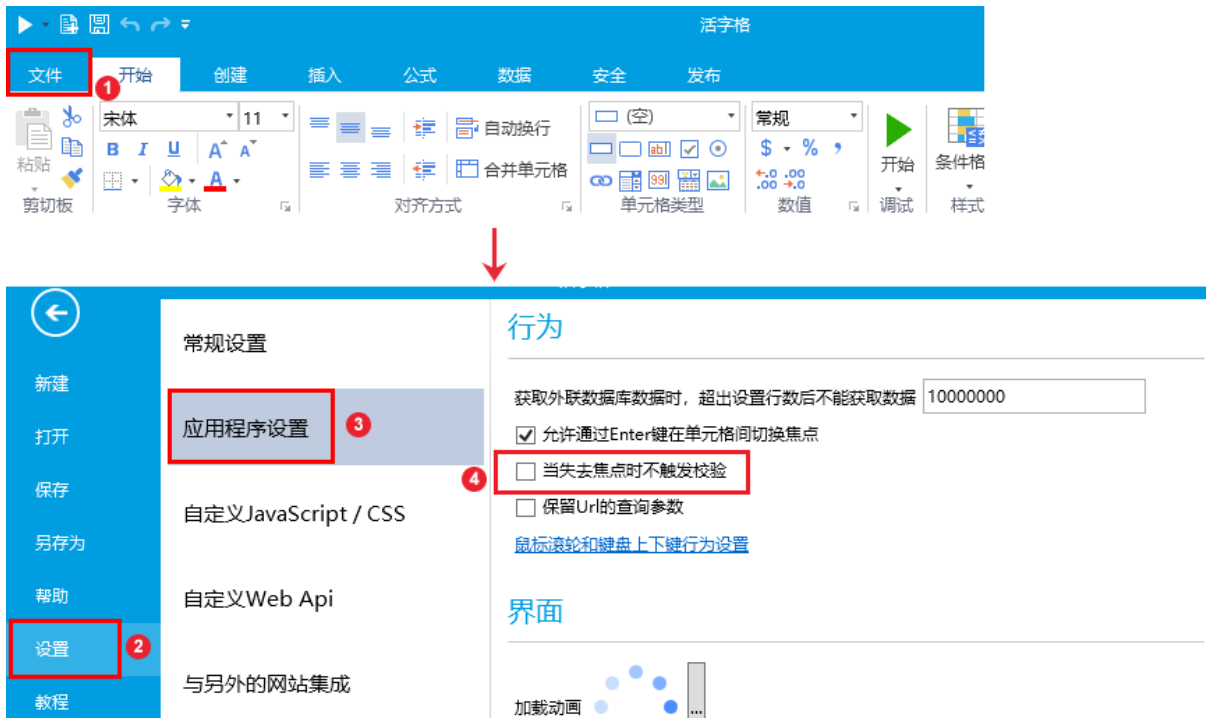 活字格
文件 开始 创建 插入 公式 数据 安全 发布
1
宋体 11 自动换行 (空) 常规
粘贴 B I U A A abl $ % , 开始 条件格
合并单元格 99 .0 .00 .00 .0
剪切板 字体 对齐方式 单元格类型 数值 调试 样式
新建
打开
保存
另存为
帮助
设置
2
教程
常规设置
应用程序设置
3
自定义JavaScript / CSS
自定义Web Api
与另外的网站集成
行为
获取外联数据库数据时，超出设置行数后不能获取数据 10000000
允许通过Enter键在单元格间切换焦点
4
当失去焦点时不触发校验
保留Url的查询参数
鼠标滚轮和键盘上下键行为设置
界面
加载动画 ...